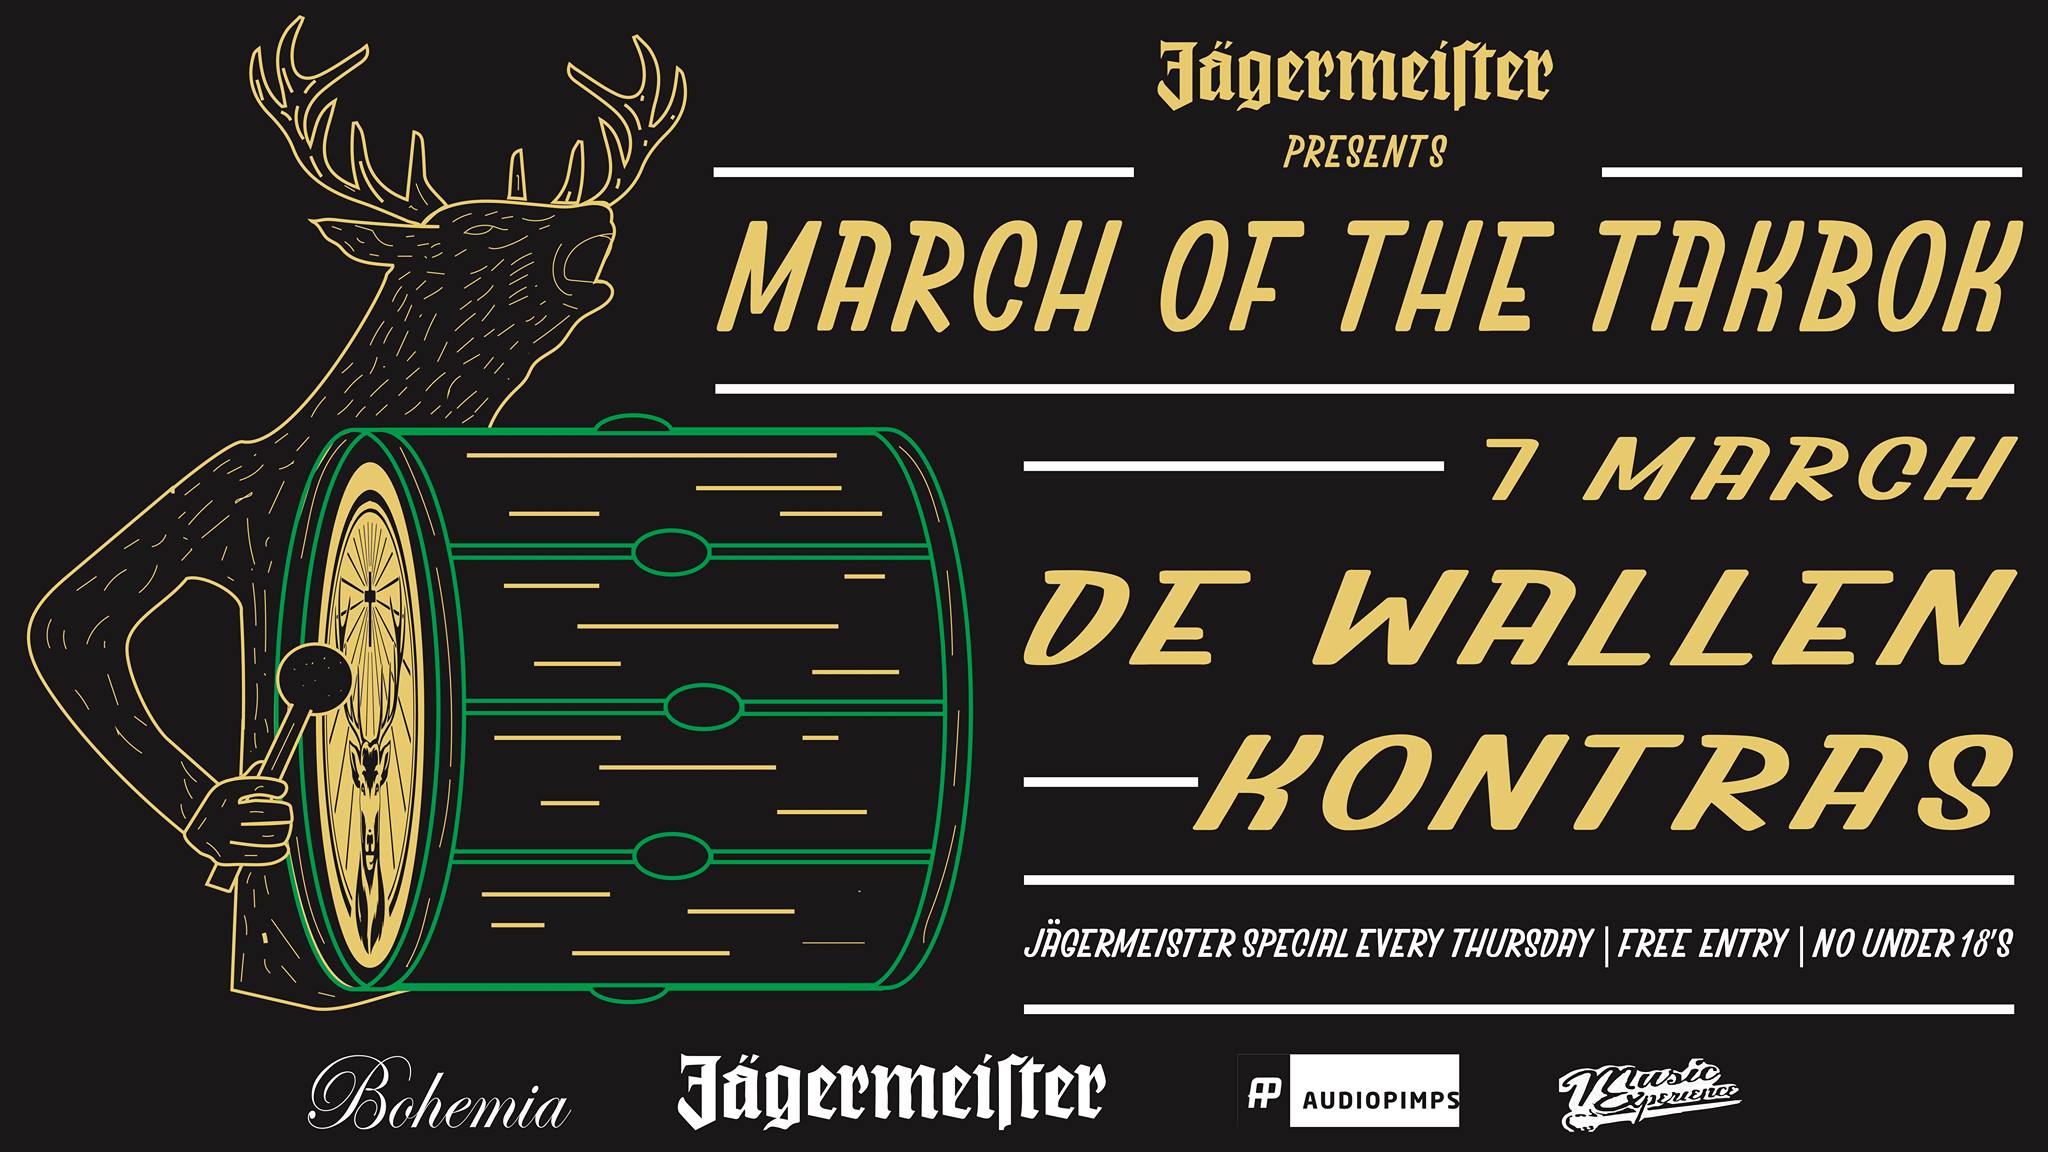 Jägermeiſter
PRESENTS
MARCH OF THE TAKBOK
7 MARCH
DE WALLEN
KONTRAS
JÄGERMEISTER SPECIAL EVERY THURSDAY | FREE ENTRY | NO UNDER 18'S
Bohemia
Jägermeiſter
AP AUDIOPIMPS
Music
Experience